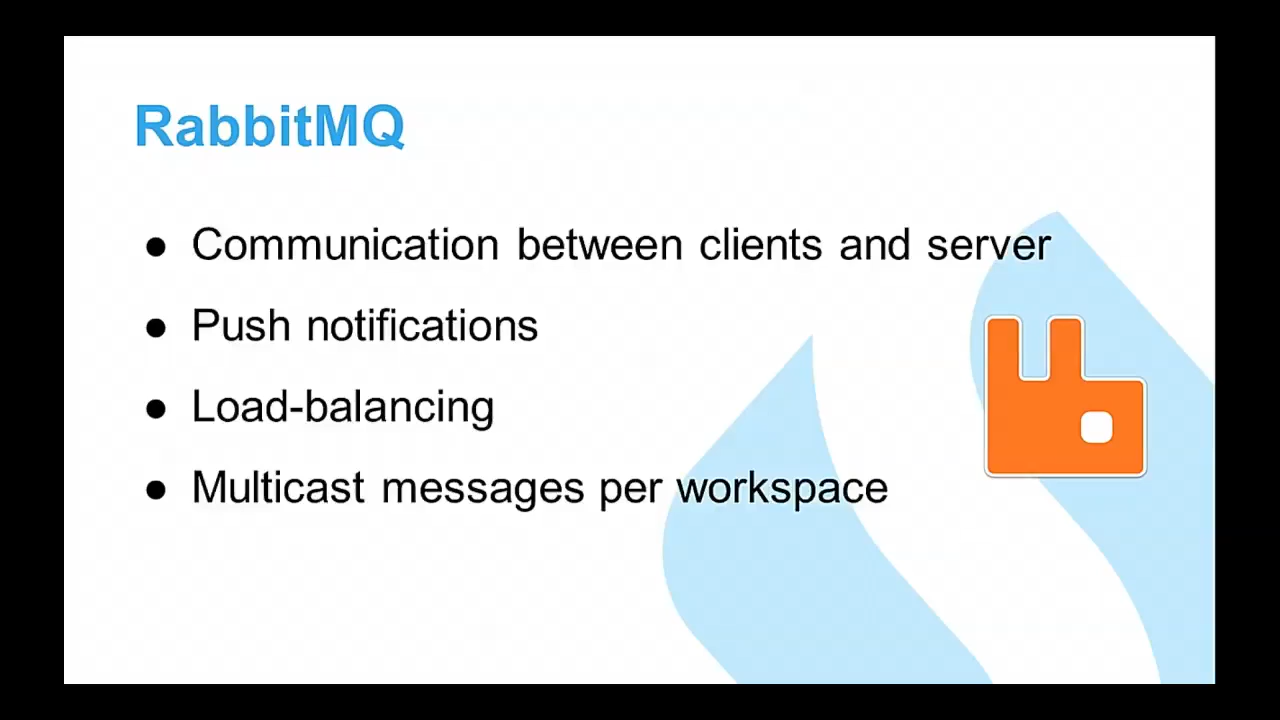 RabbitMQ
● Communication between clients and server
● Push notifications
● Load-balancing
● Multicast messages per workspace